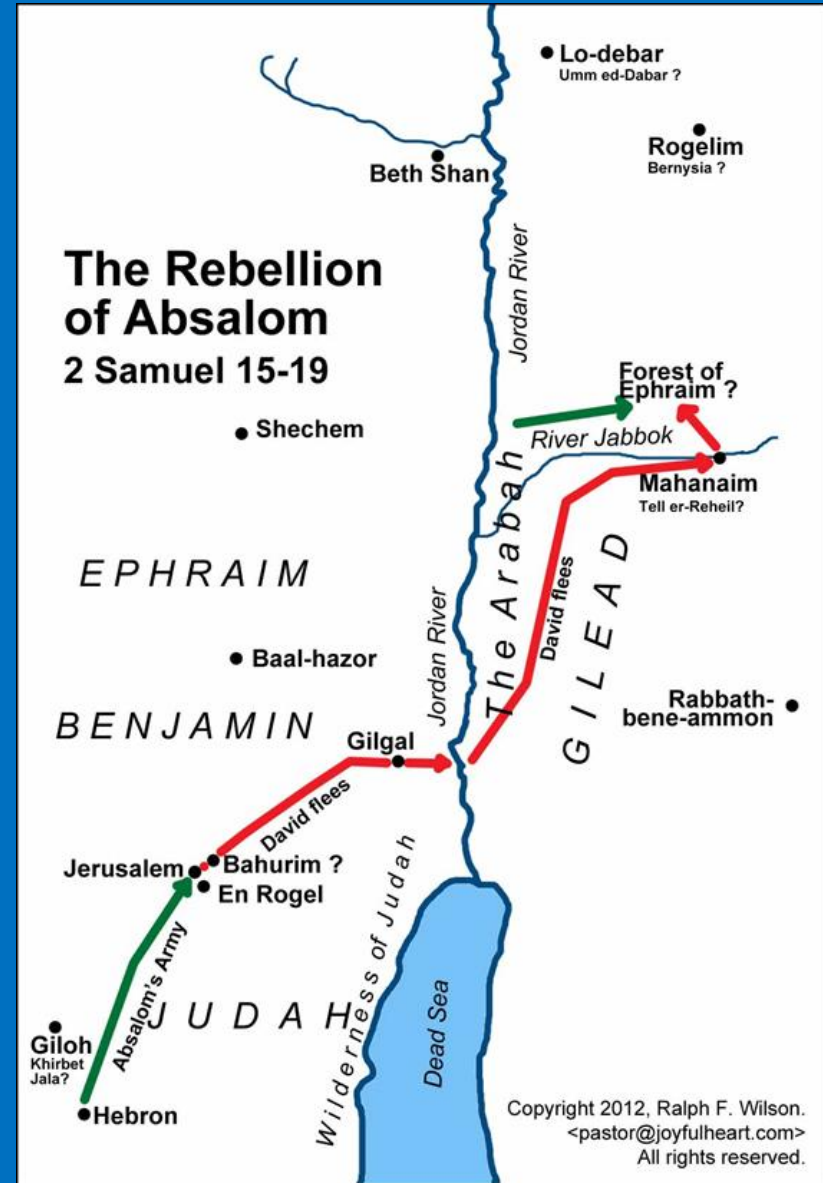 Lo-debar
Umm ed-Dabar ?
Rogelim
Bernysia ?
Beth Shan
The Rebellion
of Absalom
2 Samuel 15-19
Jordan River
Forest of
Ephraim ?
Shechem
River Jabbok
Mahanaim
Tell er-Reheil?
The Arabah
EPHRAIM
David flees
GILEAD
Jordan River
Baal-hazor
Rabbath-
bene-ammon
BENJAMIN
Gilgal
David flees
Jerusalem
Bahurim ?
En Rogel
Absalom's Army
Wilderness of Judah
JUDAH
Dead Sea
Giloh
Khirbet
Jala?
Hebron
Copyright 2012, Ralph F. Wilson.
<pastor@joyfulheart.com>
All rights reserved.